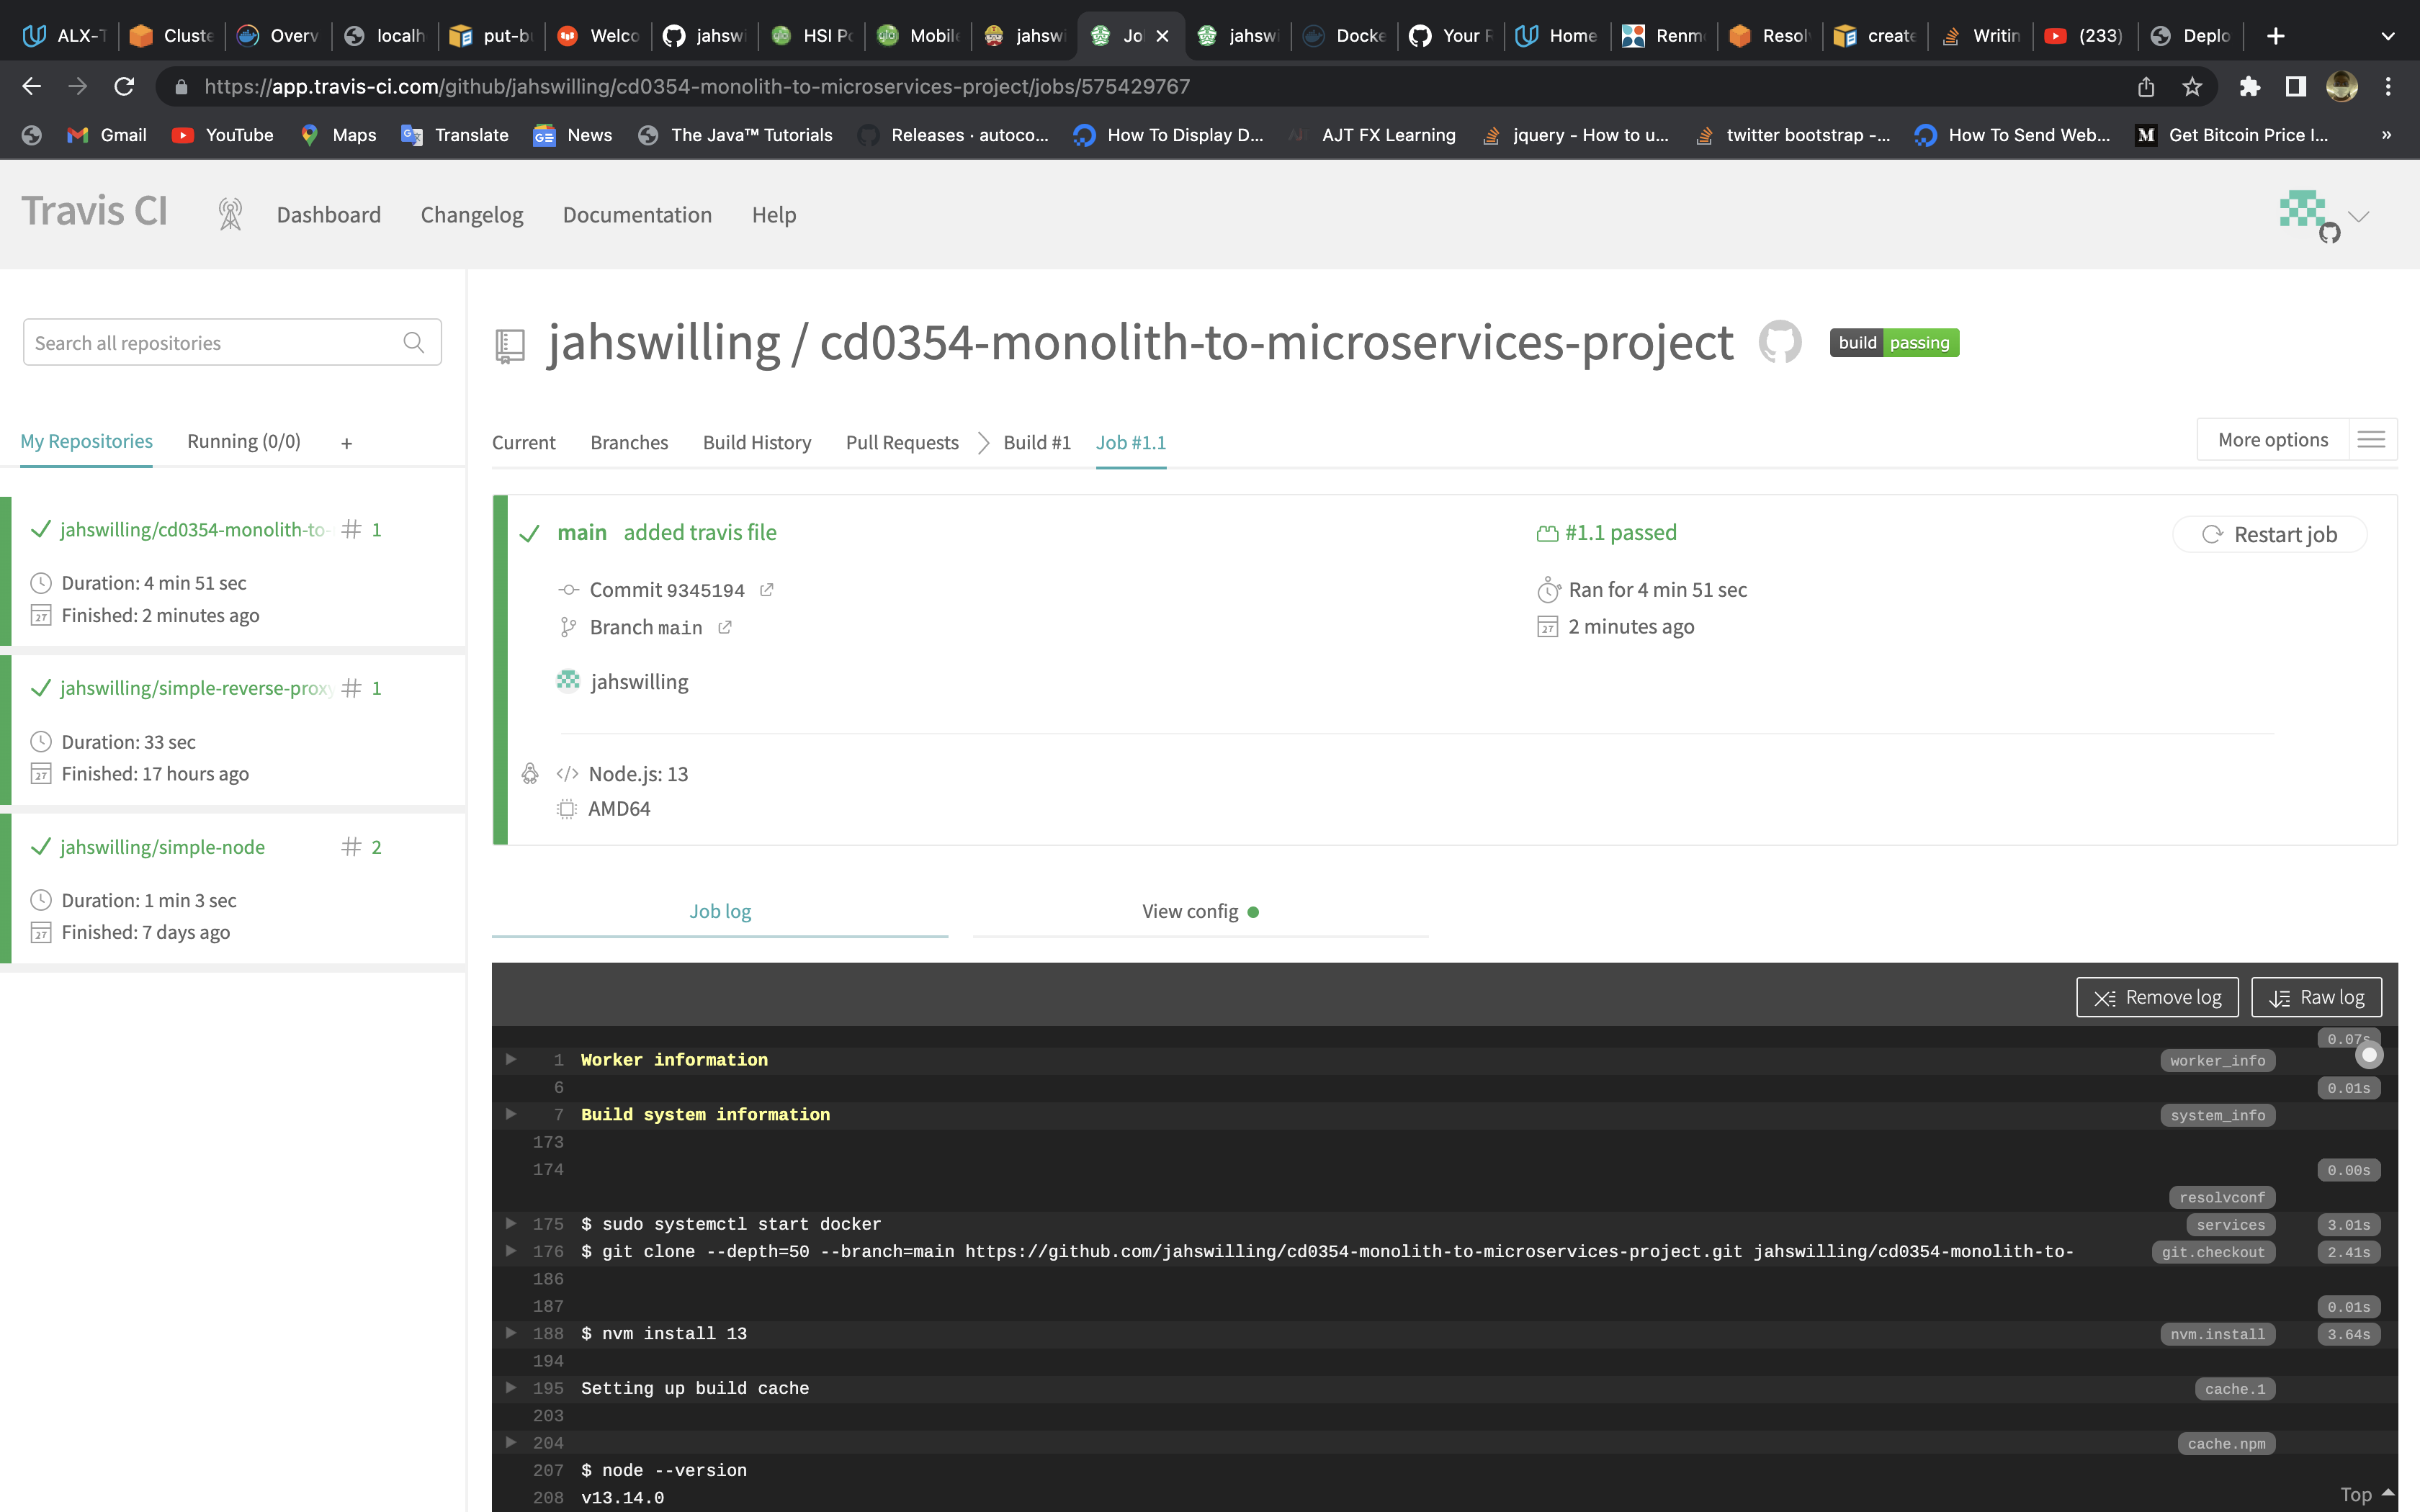 ALX-T Cluste Overv localh put-b Welco jahswi HSI Po Mobile jahswi Jo jahswi Docke Your R Home Renm Resol create Writin (233) Deplo
https://app.travis-ci.com/github/jahswilling/cd0354-monolith-to-microservices-project/jobs/575429767
Gmail YouTube Maps Translate News The Java™ Tutorials Releases · autoco... How To Display D... AJT FX Learning jquery - How to u... twitter bootstrap -... How To Send Web... Get Bitcoin Price I... »
Travis CI Dashboard Changelog Documentation Help
Search all repositories
My Repositories Running (0/0) +
jahswilling/cd0354-monolith-to- # 1
Duration: 4 min 51 sec
Finished: 2 minutes ago
jahswilling/simple-reverse-proxy # 1
Duration: 33 sec
Finished: 17 hours ago
jahswilling/simple-node # 2
Duration: 1 min 3 sec
Finished: 7 days ago
jahswilling / cd0354-monolith-to-microservices-project build passing
Current Branches Build History Pull Requests Build #1 Job #1.1 More options
main added travis file
Commit 9345194
Branch main
jahswilling
#1.1 passed
Ran for 4 min 51 sec
2 minutes ago
Restart job
Node.js: 13
AMD64
Job log View config
Remove log Raw log
0.07s
1 Worker information worker_info
6 0.01s
7 Build system information system_info
173
174 0.00s
resolvconf
175 $ sudo systemctl start docker services 3.01s
176 $ git clone --depth=50 --branch=main https://github.com/jahswilling/cd0354-monolith-to-microservices-project.git jahswilling/cd0354-monolith-to- git.checkout 2.41s
186
187 0.01s
188 $ nvm install 13 nvm.install 3.64s
194
195 Setting up build cache cache.1
203
204 cache.npm
207 $ node --version
208 v13.14.0
Top